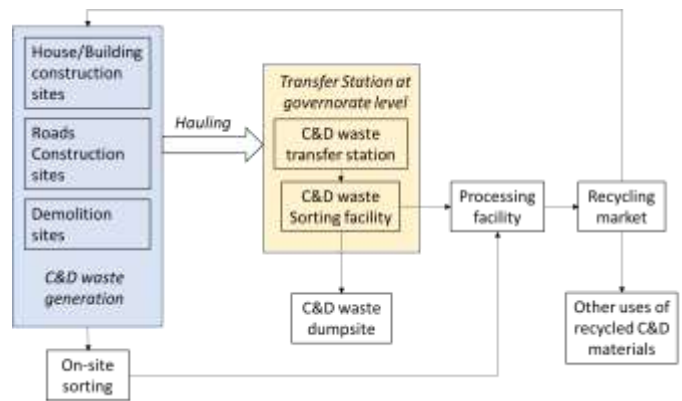 House/Building
construction
sites
Roads
Construction
sites
Demolition
sites
C&D waste
generation
Hauling
Transfer Station at
governorate level
C&D waste
transfer station
C&D waste
Sorting facility
Processing
facility
Recycling
market
C&D waste
dumpsite
Other uses of
recycled C&D
materials
On-site
sorting